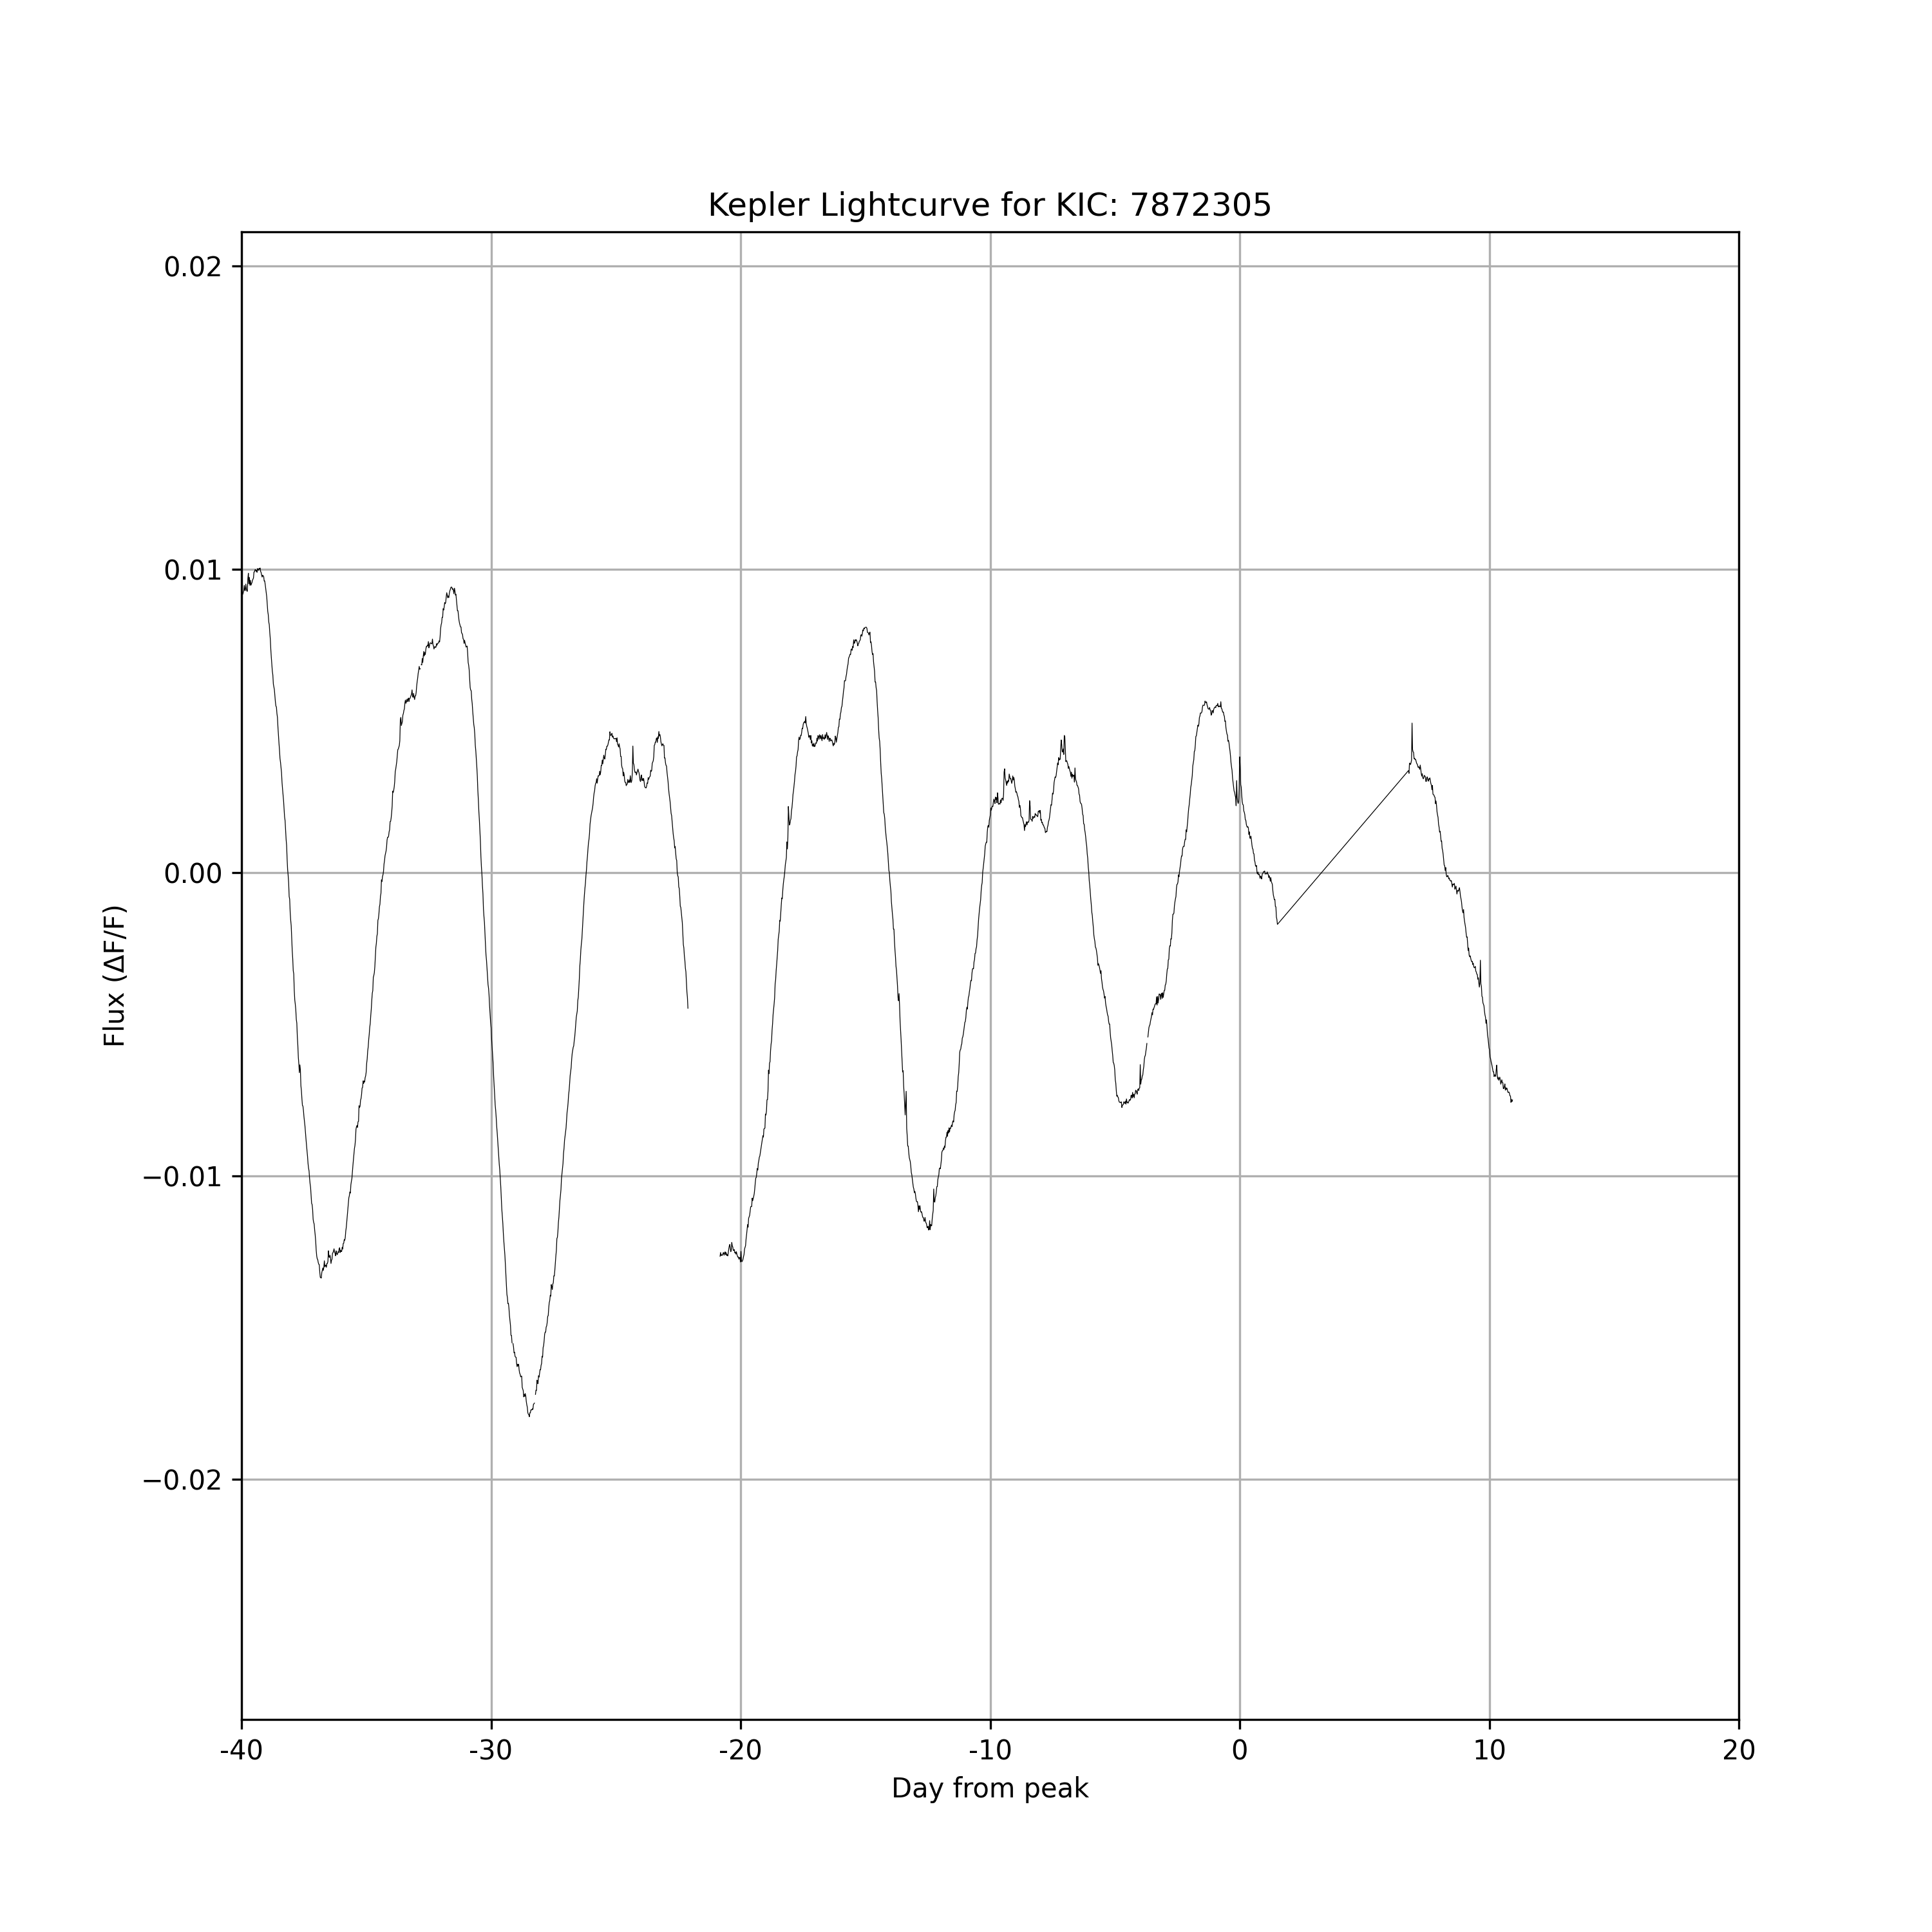 Kepler Lightcurve for KIC: 7872305
0.02
0.01
0.00
−0.01
−0.02
Flux (ΔF/F)
-40 -30 -20 -10 0 10 20
Day from peak